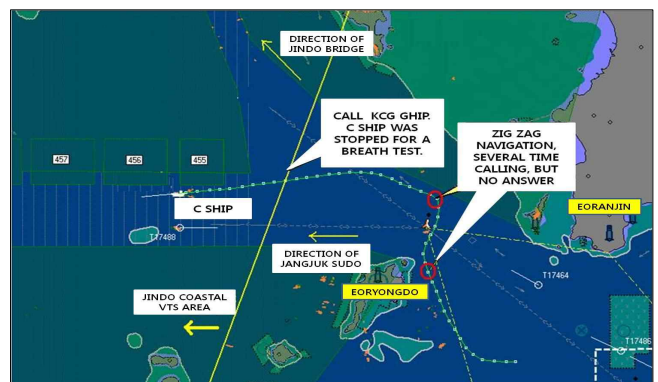 DIRECTION OF
JINDO BRIDGE
CALL KCG GHIP.
C SHIP WAS
STOPPED FOR A
BREATH TEST.
ZIG ZAG
NAVIGATION,
SEVERAL TIME
CALLING, BUT
NO ANSWER
457
456
455
C SHIP
EORANJIN
T17488
DIRECTION OF
JANGJUK SUDO
T17464
EORYONGDO
JINDO COASTAL
VTS AREA
T17486